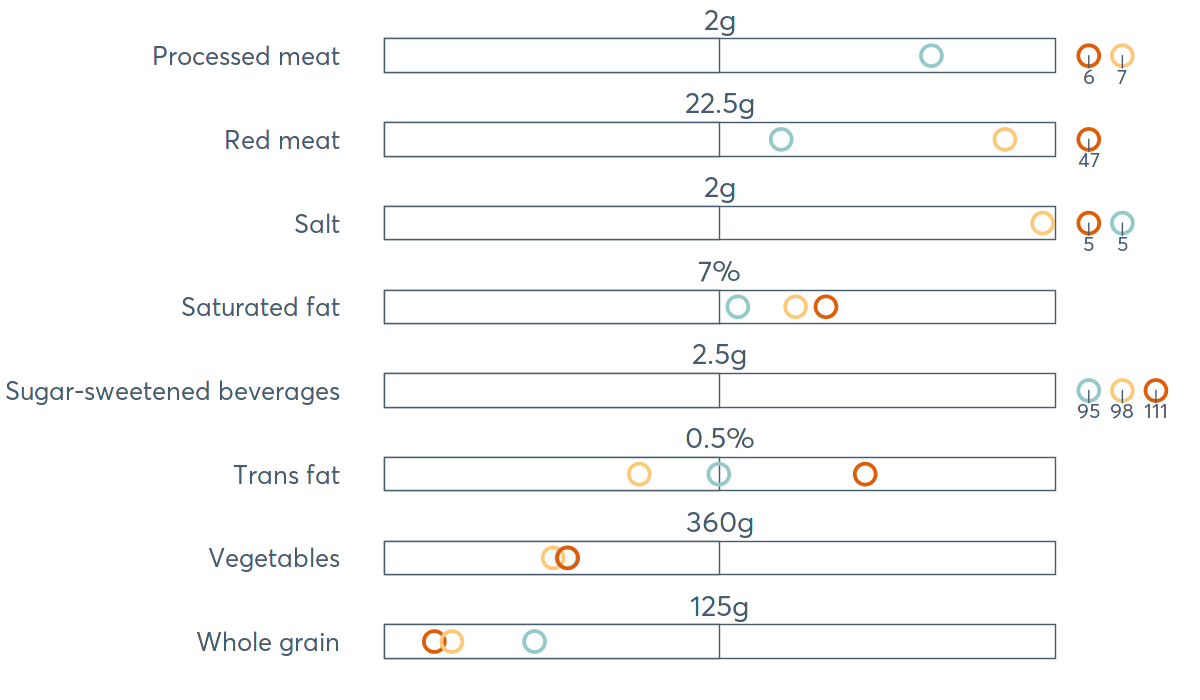 2g
Processed meat
6 7
22.5g
Red meat
47
2g
Salt
5 5
7%
Saturated fat
2.5g
Sugar-sweetened beverages
95 98 111
0.5%
Trans fat
360g
Vegetables
125g
Whole grain